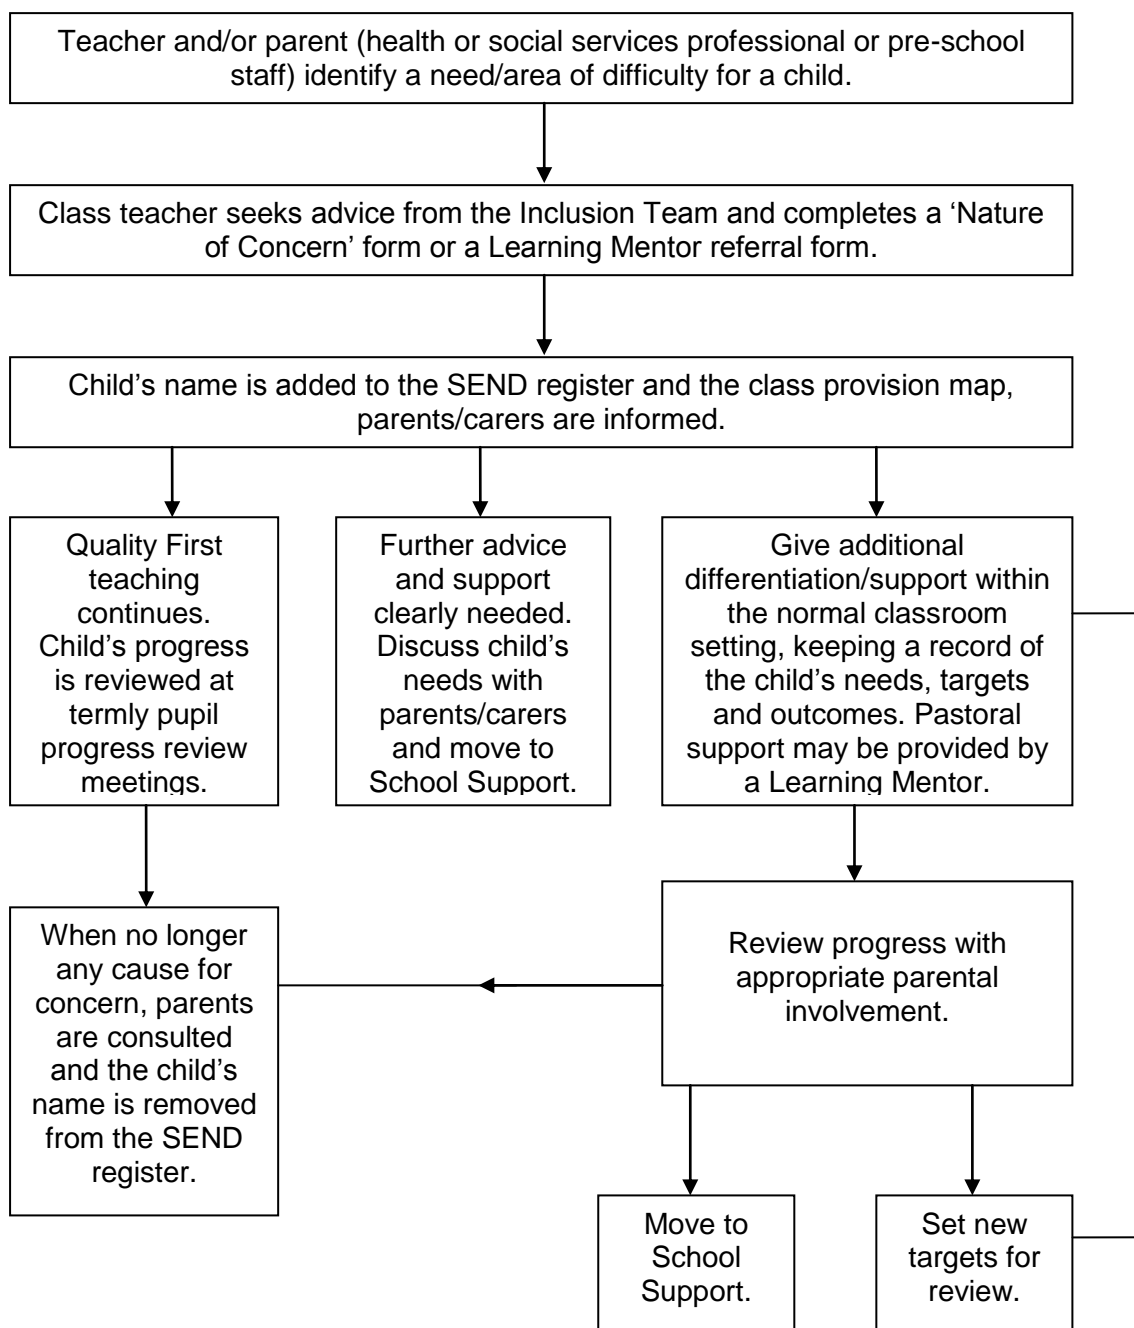 Teacher and/or parent (health or social services professional or pre-school
staff) identify a need/area of difficulty for a child.
Class teacher seeks advice from the Inclusion Team and completes a ‘Nature
of Concern’ form or a Learning Mentor referral form.
Child’s name is added to the SEND register and the class provision map,
parents/carers are informed.
Quality First
teaching
continues.
Child’s progress
is reviewed at
termly pupil
progress review
meetings.
Further advice
and support
clearly needed.
Discuss child’s
needs with
parents/carers
and move to
School Support.
Give additional
differentiation/support within
the normal classroom
setting, keeping a record of
the child’s needs, targets
and outcomes. Pastoral
support may be provided by
a Learning Mentor.
When no longer
any cause for
concern, parents
are consulted
and the child’s
name is removed
from the SEND
register.
Review progress with
appropriate parental
involvement.
Move to
School
Support.
Set new
targets for
review.